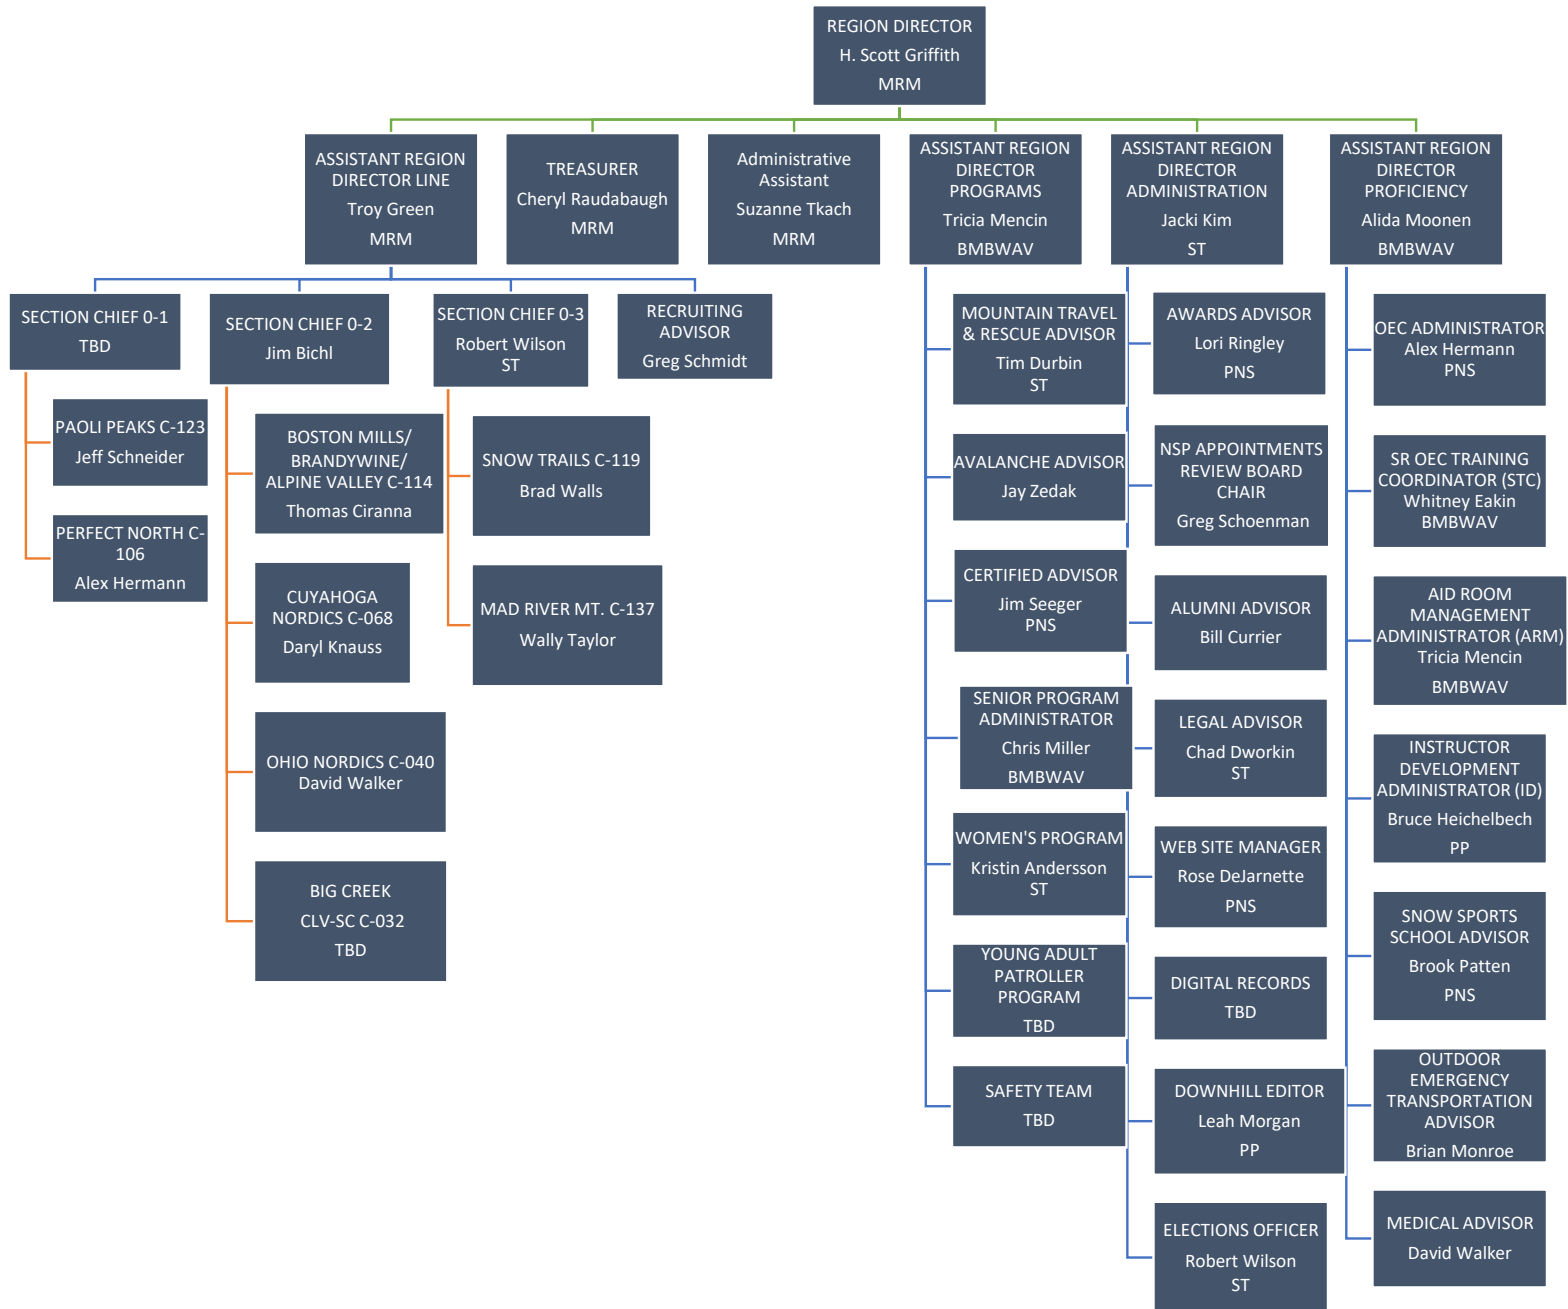 REGION DIRECTOR
H. Scott Griffith
MRM
ASSISTANT REGION
DIRECTOR LINE
Troy Green
MRM
TREASURER
Cheryl Raudabaugh
MRM
Administrative
Assistant
Suzanne Tkach
MRM
ASSISTANT REGION
DIRECTOR
PROGRAMS
Tricia Mencin
BMBWAV
ASSISTANT REGION
DIRECTOR
ADMINISTRATION
Jacki Kim
ST
ASSISTANT REGION
DIRECTOR
PROFICIENCY
Alida Moonen
BMBWAV
SECTION CHIEF 0-1
TBD
SECTION CHIEF 0-2
Jim Bichl
SECTION CHIEF 0-3
Robert Wilson
ST
RECRUITING
ADVISOR
Greg Schmidt
PAOLI PEAKS C-123
Jeff Schneider
PERFECT NORTH C-
106
Alex Hermann
BOSTON MILLS/
BRANDYWINE/
ALPINE VALLEY C-114
Thomas Ciranna
CUYAHOGA
NORDICS C-068
Daryl Knauss
OHIO NORDICS C-040
David Walker
BIG CREEK
CLV-SC C-032
TBD
SNOW TRAILS C-119
Brad Walls
MAD RIVER MT. C-137
Wally Taylor
MOUNTAIN TRAVEL
& RESCUE ADVISOR
Tim Durbin
ST
AVALANCHE ADVISOR
Jay Zedak
CERTIFIED ADVISOR
Jim Seeger
PNS
SENIOR PROGRAM
ADMINISTRATOR
Chris Miller
BMBWAV
WOMEN'S PROGRAM
Kristin Andersson
ST
YOUNG ADULT
PATROLLER
PROGRAM
TBD
SAFETY TEAM
TBD
AWARDS ADVISOR
Lori Ringley
PNS
NSP APPOINTMENTS
REVIEW BOARD
CHAIR
Greg Schoenman
ALUMNI ADVISOR
Bill Currier
LEGAL ADVISOR
Chad Dworkin
ST
WEB SITE MANAGER
Rose DeJarnette
PNS
DIGITAL RECORDS
TBD
DOWNHILL EDITOR
Leah Morgan
PP
ELECTIONS OFFICER
Robert Wilson
ST
OEC ADMINISTRATOR
Alex Hermann
PNS
SR OEC TRAINING
COORDINATOR (STC)
Whitney Eakin
BMBWAV
AID ROOM
MANAGEMENT
ADMINISTRATOR (ARM)
Tricia Mencin
BMBWAV
INSTRUCTOR
DEVELOPMENT
ADMINISTRATOR (ID)
Bruce Heichelbech
PP
SNOW SPORTS
SCHOOL ADVISOR
Brook Patten
PNS
OUTDOOR
EMERGENCY
TRANSPORTATION
ADVISOR
Brian Monroe
MEDICAL ADVISOR
David Walker